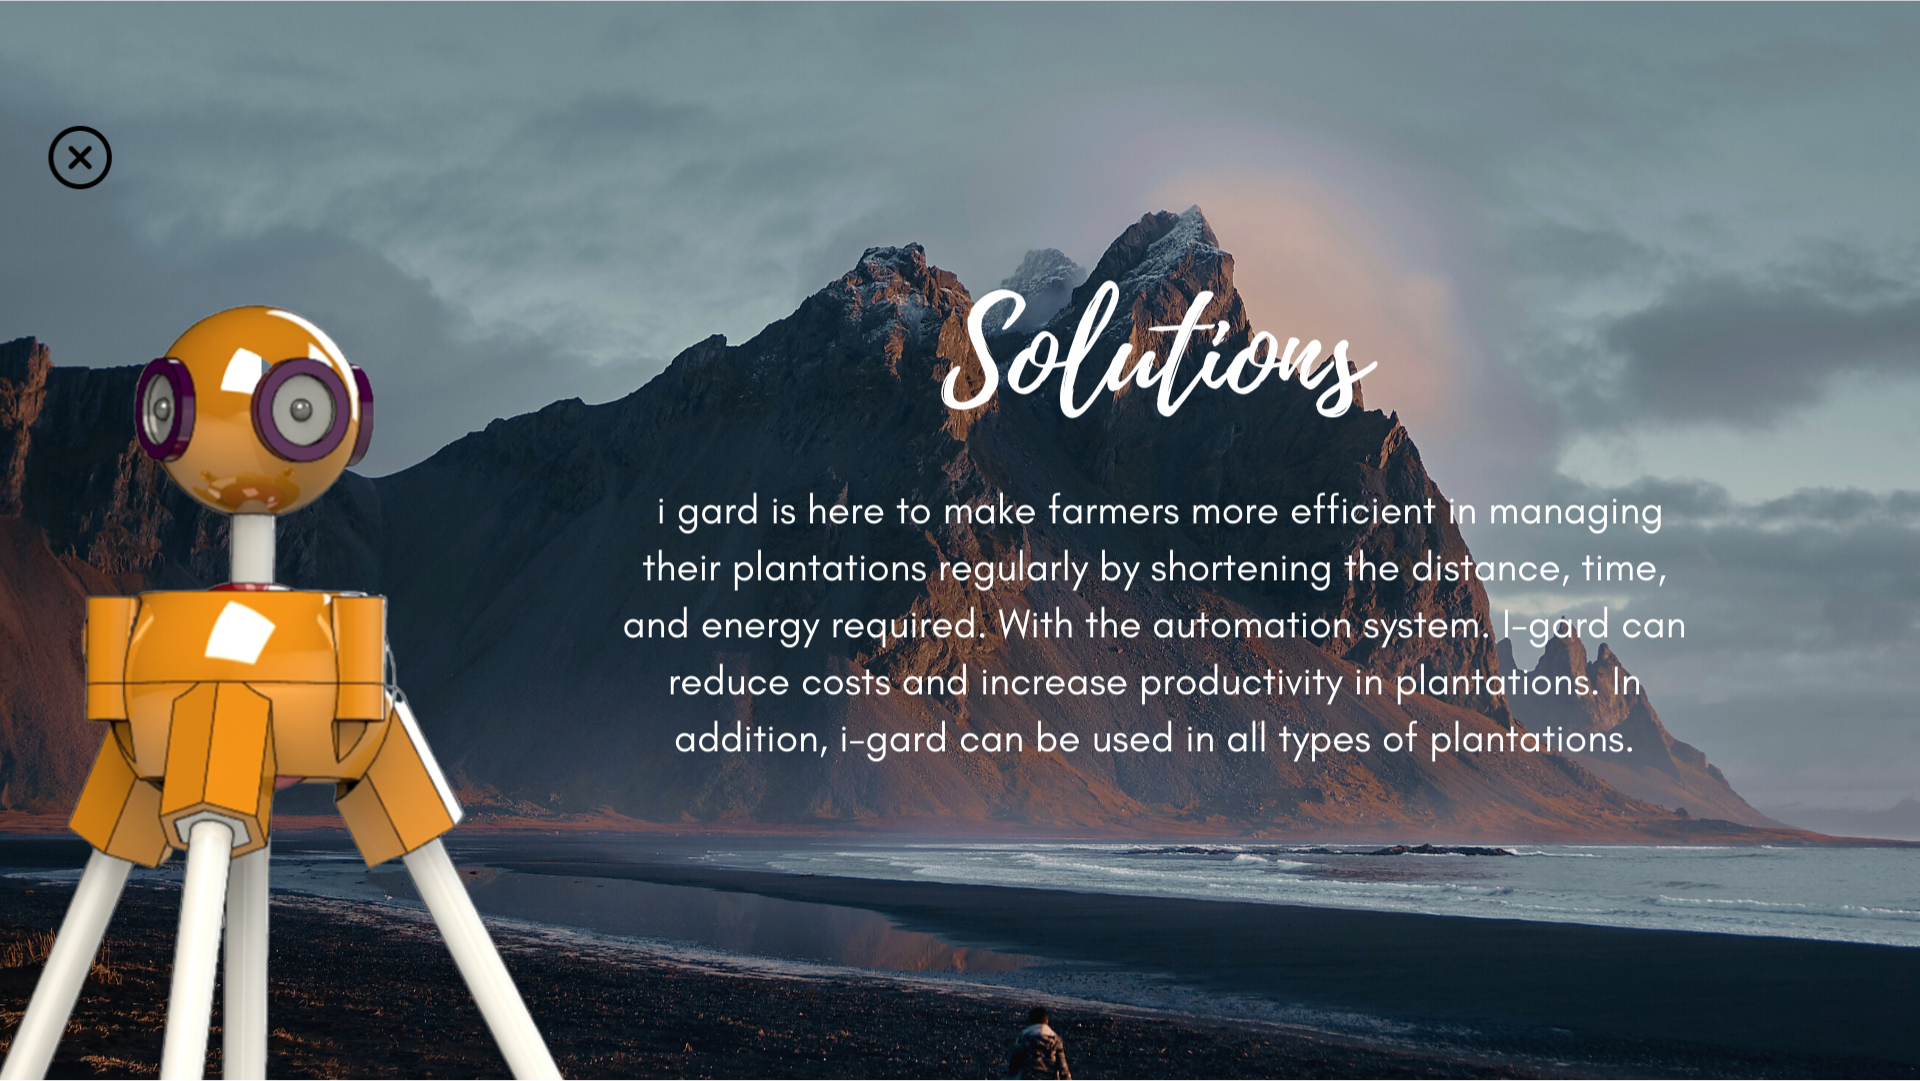 Solutions
i gard is here to make farmers more efficient in managing
their plantations regularly by shortening the distance, time,
and energy required. With the automation system. I-gard can
reduce costs and increase productivity in plantations. In
addition, i-gard can be used in all types of plantations.